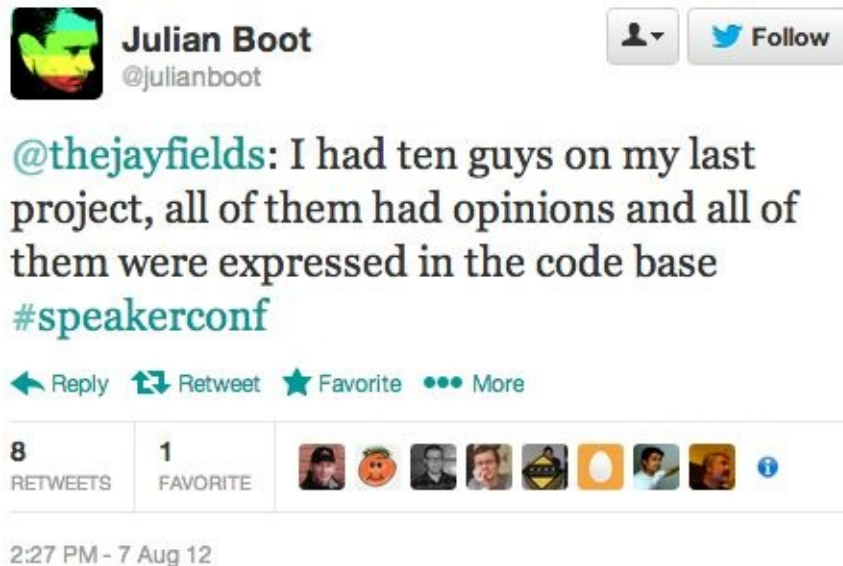 Julian Boot
@julianboot
Follow
@thejayfields: I had ten guys on my last
project, all of them had opinions and all of
them were expressed in the code base
#speakerconf
Reply Retweet Favorite More
8 1
RETWEETS FAVORITE
2:27 PM - 7 Aug 12